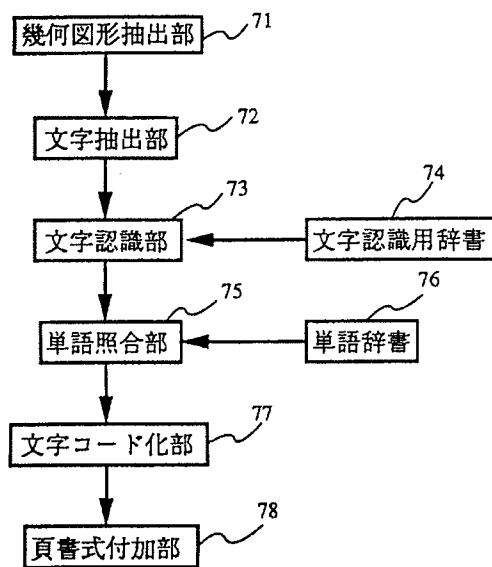 幾何図形抽出部
71
文字抽出部
72
文字認識部
73
文字認識用辞書
74
単語照合部
75
単語辞書
76
文字コード化部
77
頁書式付加部
78